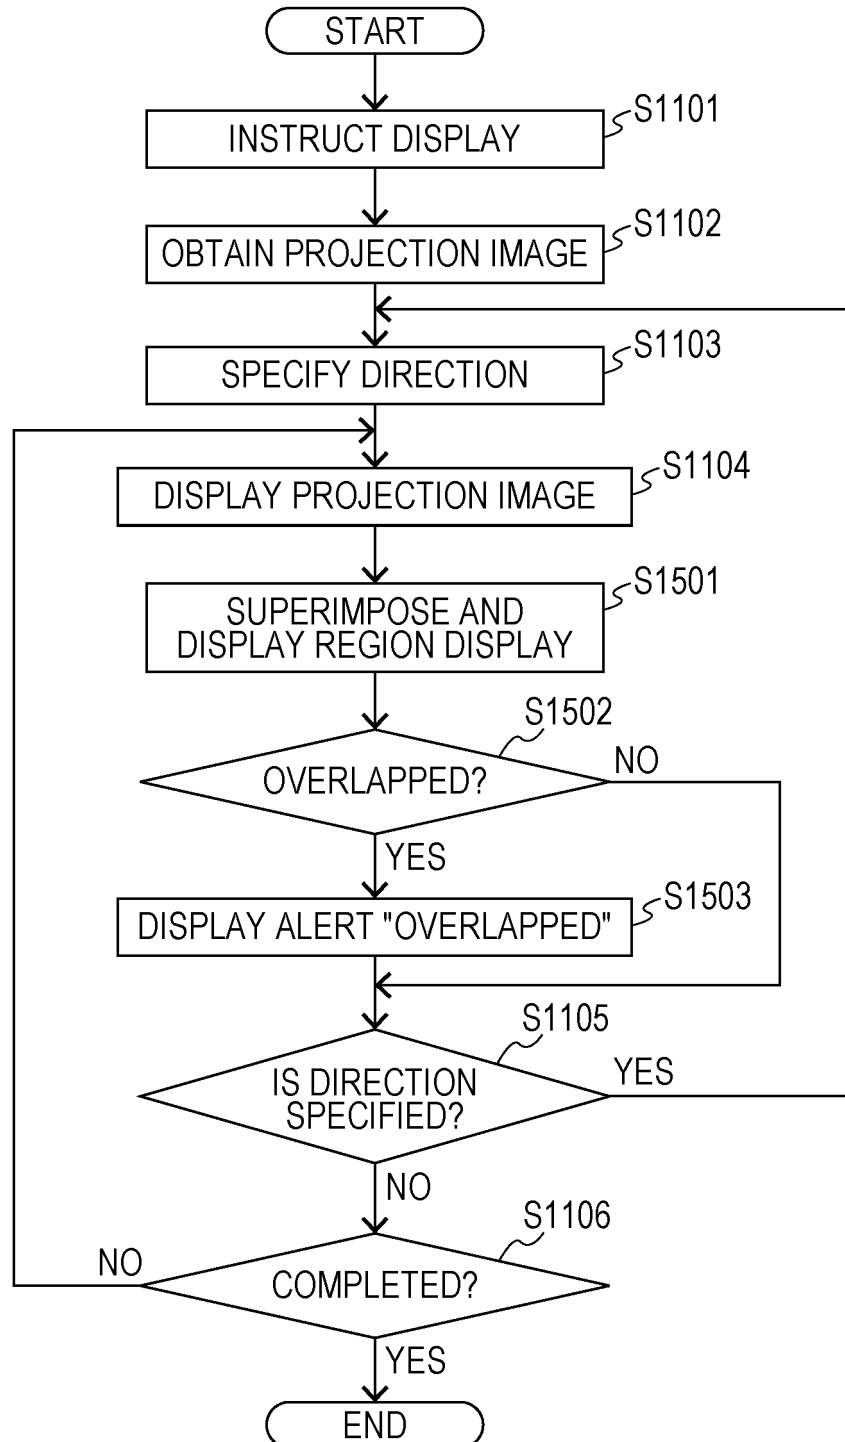 START
S1101
INSTRUCT DISPLAY
S1102
OBTAIN PROJECTION IMAGE
S1103
SPECIFY DIRECTION
S1104
DISPLAY PROJECTION IMAGE
S1501
SUPERIMPOSE AND
DISPLAY REGION DISPLAY
S1502
OVERLAPPED?
NO
YES
S1503
DISPLAY ALERT "OVERLAPPED"
S1105
IS DIRECTION
SPECIFIED?
YES
NO
S1106
COMPLETED?
NO
YES
END